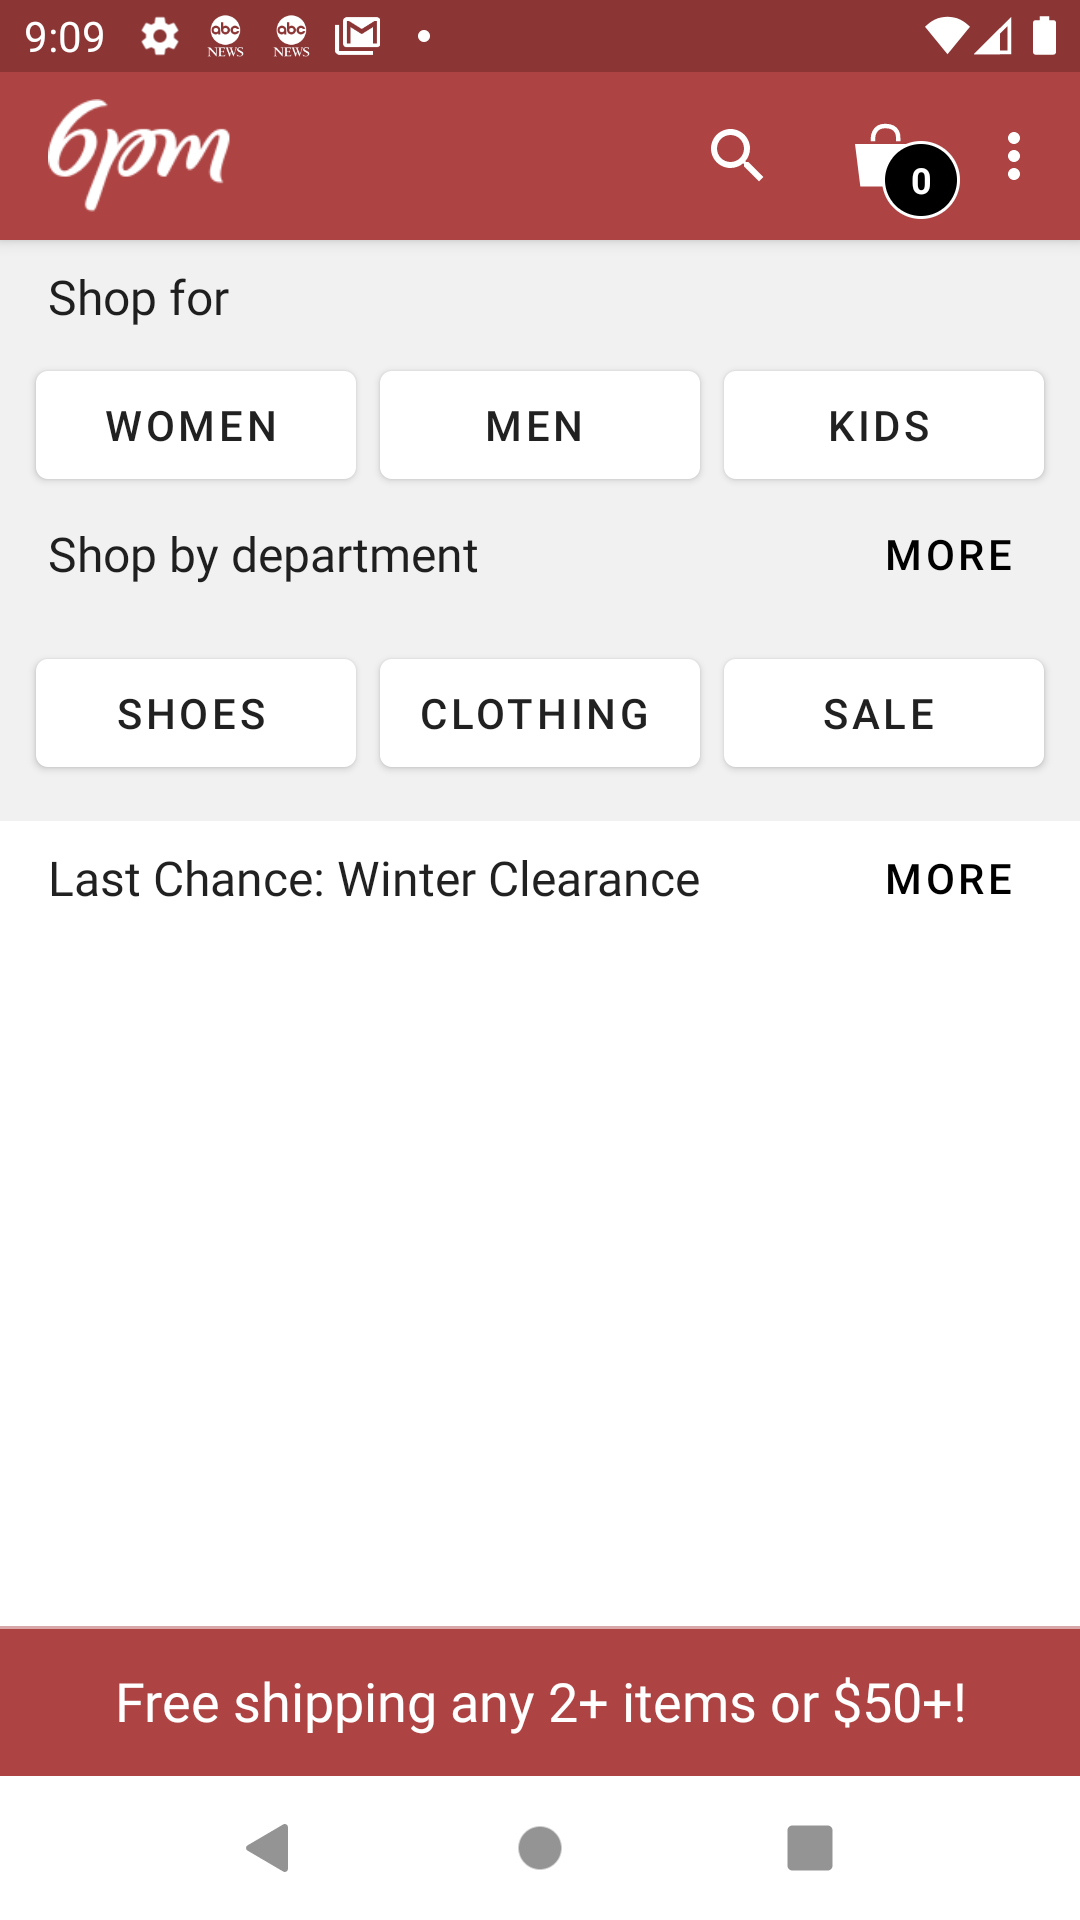 9:09
abc NEWS abc NEWS
6pm
0
Shop for
WOMEN MEN KIDS
Shop by department MORE
SHOES CLOTHING SALE
Last Chance: Winter Clearance MORE
Free shipping any 2+ items or $50+!